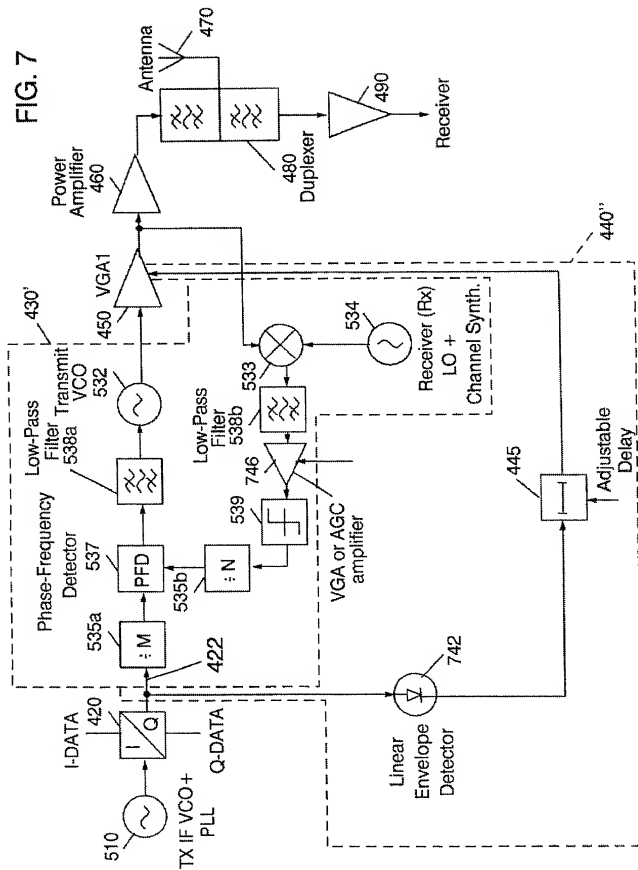 FIG. 7
470
Antenna
490
Receiver
480
Duplexer
Power
Amplifier
460
440"
VGA1
450
430'
534
Receiver (Rx)
LO +
Channel Synth.
533
Transmit
VCO
532
Low-Pass
Filter
538a
Low-Pass
Filter
538b
746
539
VGA or AGC
amplifier
Phase-Frequency
Detector
537
PFD
÷ N
535b
÷ M
535a
422
445
Adjustable
Delay
742
Linear
Envelope
Detector
I-DATA
420
I
Q
Q-DATA
510
TX IF VCO +
PLL